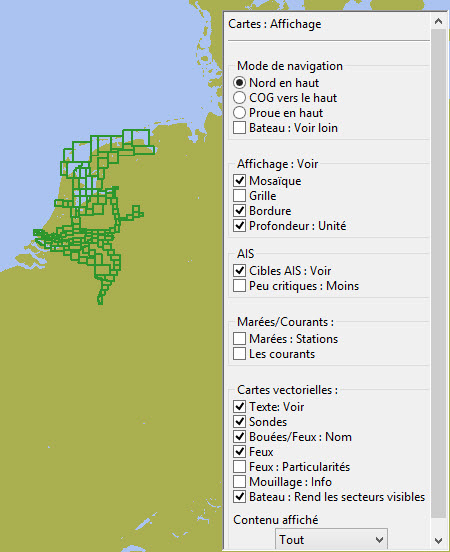 Cartes : Affichage
Mode de navigation
Nord en haut
COG vers le haut
Proue en haut
Bateau : Voir loin
Affichage : Voir
Mosaïque
Grille
Bordure
Profondeur : Unité
AIS
Cibles AIS : Voir
Peu critiques : Moins
Marées/Courants :
Marées : Stations
Les courants
Cartes vectorielles :
Texte: Voir
Sondes
Bouées/Feux : Nom
Feux
Feux : Particularités
Mouillage : Info
Bateau : Rend les secteurs visibles
Contenu affiché
Tout